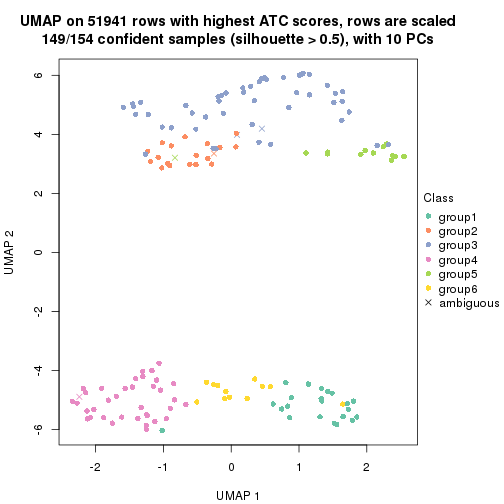 UMAP on 51941 rows with highest ATC scores, rows are scaled
149/154 confident samples (silhouette > 0.5), with 10 PCs
6
4
2
0
-2
-4
-6
UMAP 2
-2
-1
0
1
2
UMAP 1
Class
group1
group2
group3
group4
group5
group6
ambiguous